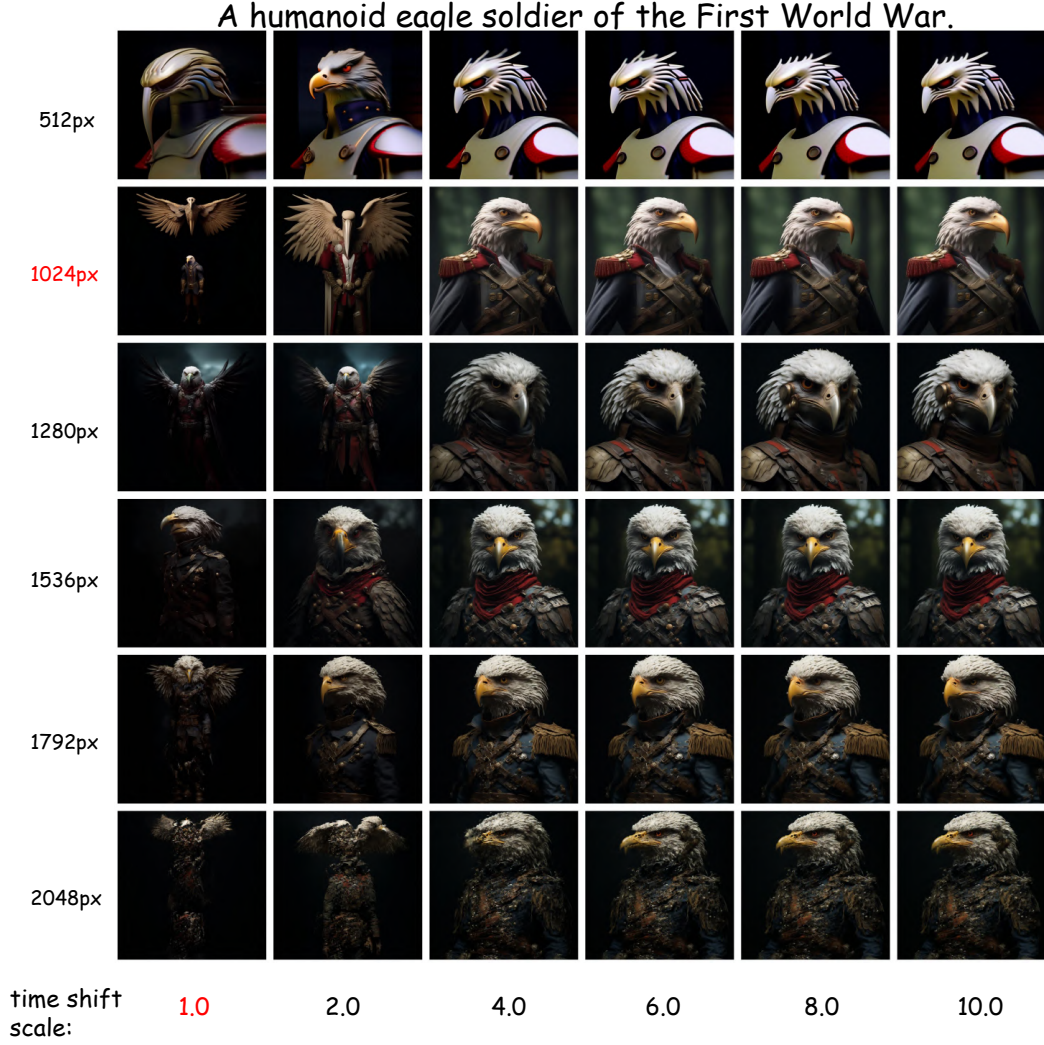 A humanoid eagle soldier of the First World War.
512px
1024px
1280px
1536px
1792px
2048px
time shift
scale:
1.0 2.0 4.0 6.0 8.0 10.0